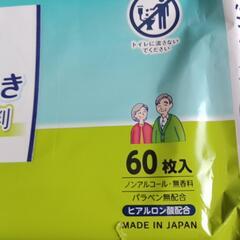 トイレに流さない
でください
き
判
60枚入
ノンアルコール・無香料
パラベン無配合
ヒアルロン酸配合
MADE IN JAPAN